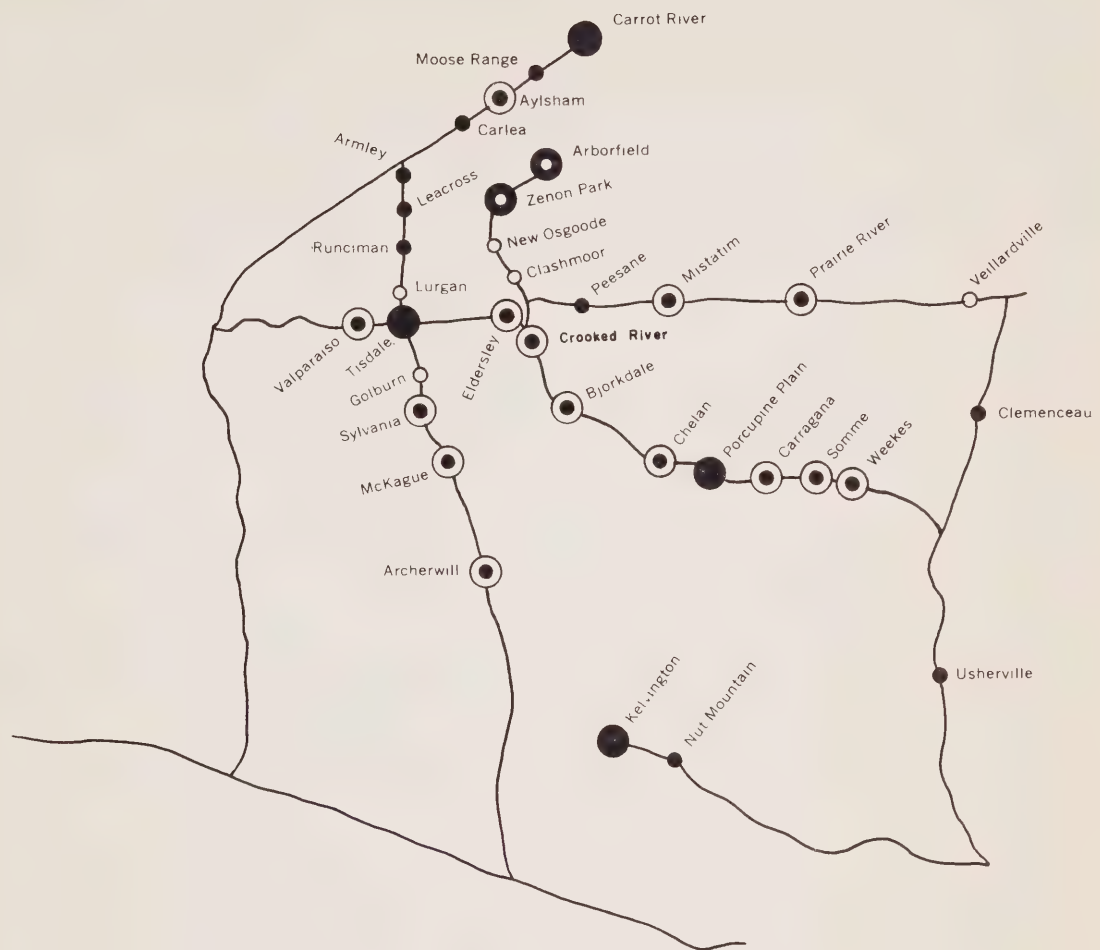 Carrot River
Moose Range
Aylsham
Carlea
Armley
Arborfield
Leacross
Zenon Park
New Osgoode
Runciman
Clashmoor
Peesane
Mistatim
Prairie River
Veillardville
Lurgan
Valparaiso
Tisdale
Eldersley
Crooked River
Golburn
Bjorkdale
Sylvania
Chelan
Porcupine Plain
Carragana
Somme
Weekes
Clemenceau
McKague
Archerwill
Usherville
Nut Mountain